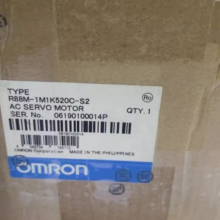 TYPE
R88M-1M1K520C-S2
AC SERVO MOTOR QTY.1
SER. No. 06190100014P
OMRON MADE IN THE PHILIPPINES